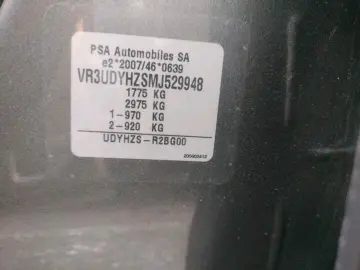 PSA Automobiles SA
e2*2007/46*0639
VR3UDYHZSMJ529948
1775 KG
2975 KG
1-970 KG
2-920 KG
UDYHZS-R2BG00